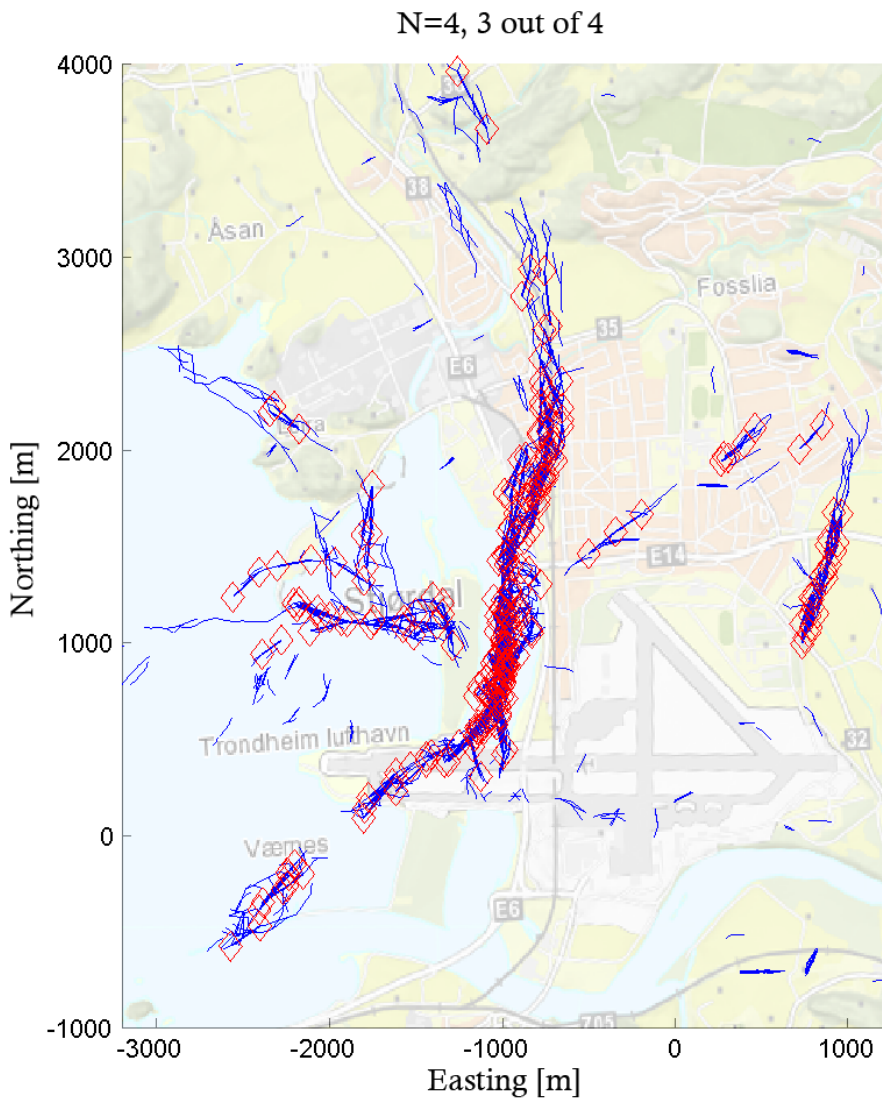 N=4, 3 out of 4
4000
38
Åsan
3000
Fosslia
35
E6
2000
Northing [m]
E14
Stjørdal
1000
Trondheim lufthavn
32
0
Værnes
E6
705
-1000
-3000 -2000 -1000 0 1000
Easting [m]